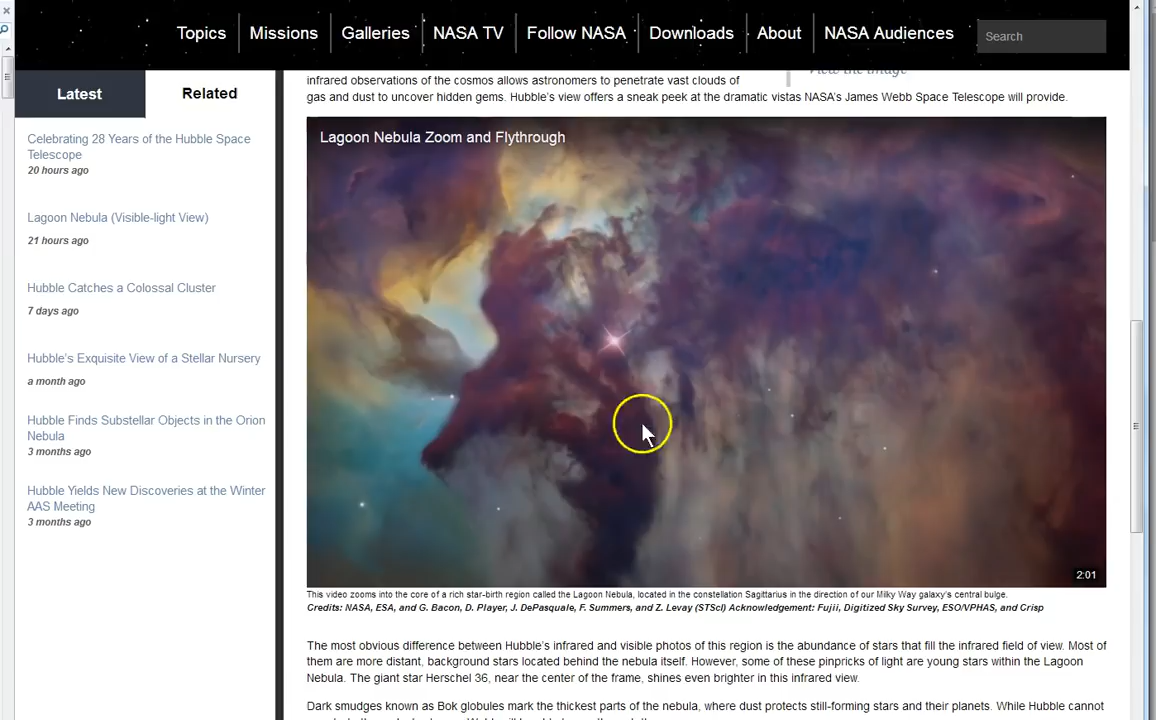 Topics Missions Galleries NASA TV Follow NASA Downloads About NASA Audiences Search
Latest Related
Celebrating 28 Years of the Hubble Space
Telescope
20 hours ago
Lagoon Nebula (Visible-light View)
21 hours ago
Hubble Catches a Colossal Cluster
7 days ago
Hubble's Exquisite View of a Stellar Nursery
a month ago
Hubble Finds Substellar Objects in the Orion
Nebula
3 months ago
Hubble Yields New Discoveries at the Winter
AAS Meeting
3 months ago
View the image
infrared observations of the cosmos allows astronomers to penetrate vast clouds of
gas and dust to uncover hidden gems. Hubble's view offers a sneak peek at the dramatic vistas NASA's James Webb Space Telescope will provide.
Lagoon Nebula Zoom and Flythrough
2:01
This video zooms into the core of a rich star-birth region called the Lagoon Nebula, located in the constellation Sagittarius in the direction of our Milky Way galaxy's central bulge.
Credits: NASA, ESA, and G. Bacon, D. Player, J. DePasquale, F. Summers, and Z. Levay (STScI) Acknowledgement: Fujii, Digitized Sky Survey, ESO/VPHAS, and Crisp
The most obvious difference between Hubble's infrared and visible photos of this region is the abundance of stars that fill the infrared field of view. Most of
them are more distant, background stars located behind the nebula itself. However, some of these pinpricks of light are young stars within the Lagoon
Nebula. The giant star Herschel 36, near the center of the frame, shines even brighter in this infrared view.
Dark smudges known as Bok globules mark the thickest parts of the nebula, where dust protects still-forming stars and their planets. While Hubble cannot